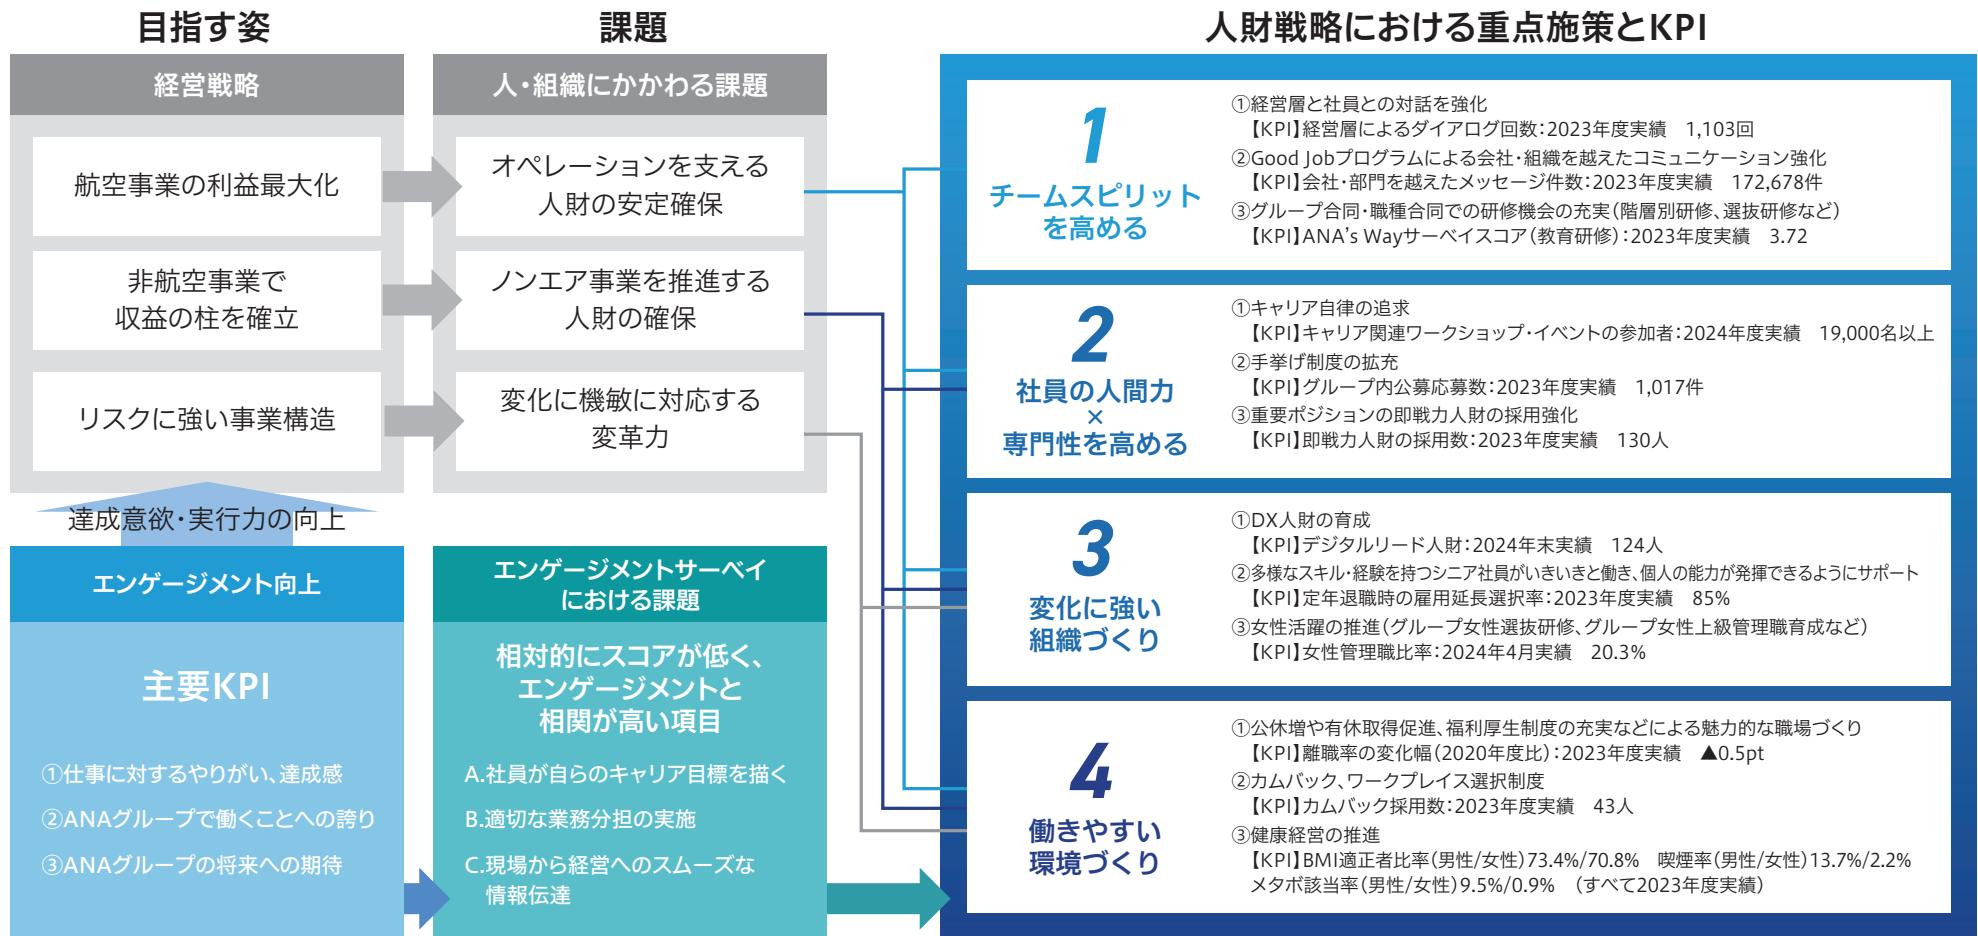 目指す姿
課題
人財戦略における重点施策とKPI
経営戦略
航空事業の利益最大化
非航空事業で
収益の柱を確立
リスクに強い事業構造
達成意欲・実行力の向上
エンゲージメント向上
主要KPI
①仕事に対するやりがい、達成感
②ANAグループで働くことへの誇り
③ANAグループの将来への期待
人・組織にかかわる課題
オペレーションを支える
人財の安定確保
ノンエア事業を推進する
人財の確保
変化に機敏に対応する
変革力
エンゲージメントサーベイ
における課題
相対的にスコアが低く、
エンゲージメントと
相関が高い項目
A.社員が自らのキャリア目標を描く
B.適切な業務分担の実施
C.現場から経営へのスムーズな
情報伝達
1
チームスピリット
を高める
①経営層と社員との対話を強化
【KPI】経営層によるダイアログ回数：2023年度実績　1,103回
②Good Jobプログラムによる会社・組織を越えたコミュニケーション強化
【KPI】会社・部門を越えたメッセージ件数：2023年度実績　172,678件
③グループ合同・職種合同での研修機会の充実（階層別研修、選抜研修など）
【KPI】ANA's Wayサーベイスコア（教育研修）：2023年度実績　3.72
2
社員の人間力
×
専門性を高める
①キャリア自律の追求
【KPI】キャリア関連ワークショップ・イベントの参加者：2024年度実績　19,000名以上
②手挙げ制度の拡充
【KPI】グループ内公募応募数：2023年度実績　1,017件
③重要ポジションの即戦力人財の採用強化
【KPI】即戦力人財の採用数：2023年度実績　130人
3
変化に強い
組織づくり
①DX人財の育成
【KPI】デジタルリード人財：2024年末実績　124人
②多様なスキル・経験を持つシニア社員がいきいきと働き、個人の能力が発揮できるようにサポート
【KPI】定年退職時の雇用延長選択率：2023年度実績　85%
③女性活躍の推進（グループ女性選抜研修、グループ女性上級管理職育成など）
【KPI】女性管理職比率：2024年4月実績　20.3%
4
働きやすい
環境づくり
①公休増や有休取得促進、福利厚生制度の充実などによる魅力的な職場づくり
【KPI】離職率の変化幅（2020年度比）：2023年度実績　▲0.5pt
②カムバック、ワークプレイス選択制度
【KPI】カムバック採用数：2023年度実績　43人
③健康経営の推進
【KPI】BMI適正者比率（男性/女性）73.4%/70.8%　喫煙率（男性/女性）13.7%/2.2%
メタボ該当率（男性/女性）9.5%/0.9%　（すべて2023年度実績）